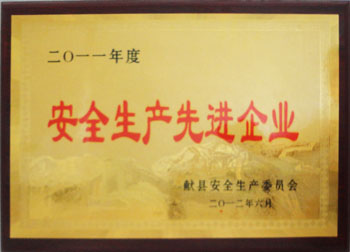 二〇一一年度
安全生产先进企业
献县安全生产委员会
二〇一二年六月